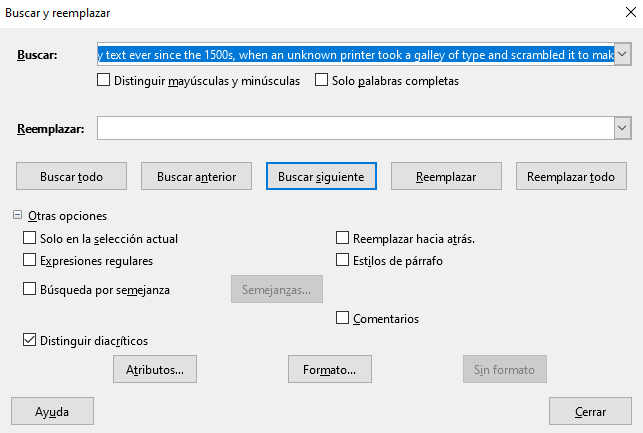 Buscar y reemplazar
Buscar: y text ever since the 1500s, when an unknown printer took a galley of type and scrambled it to mak
Distinguir mayúsculas y minúsculas Solo palabras completas
Reemplazar:
Buscar todo Buscar anterior Buscar siguiente Reemplazar Reemplazar todo
Otras opciones
Solo en la selección actual Reemplazar hacia atrás.
Expresiones regulares Estilos de párrafo
Búsqueda por semejanza Semejanzas...
Comentarios
Distinguir diacríticos
Atributos... Formato... Sin formato
Ayuda Cerrar